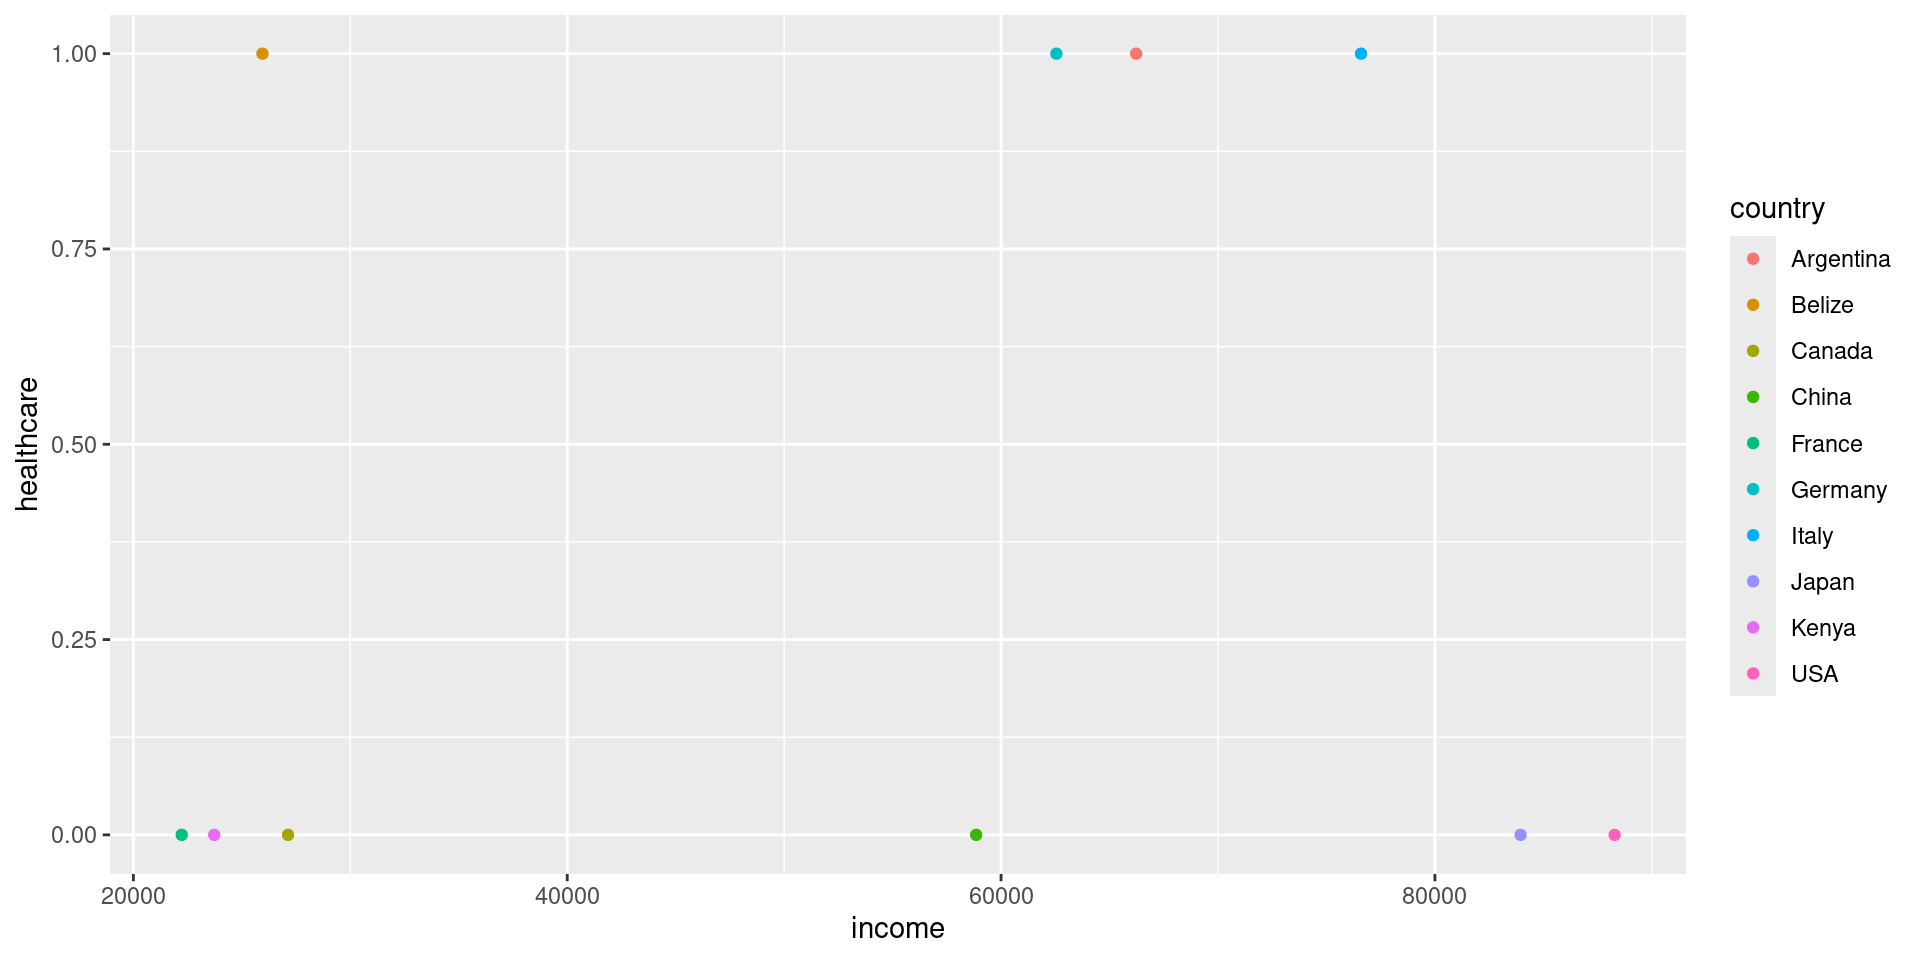 1.00
0.75
0.50
0.25
0.00
healthcare
20000 40000 60000 80000
income
country
Argentina
Belize
Canada
China
France
Germany
Italy
Japan
Kenya
USA